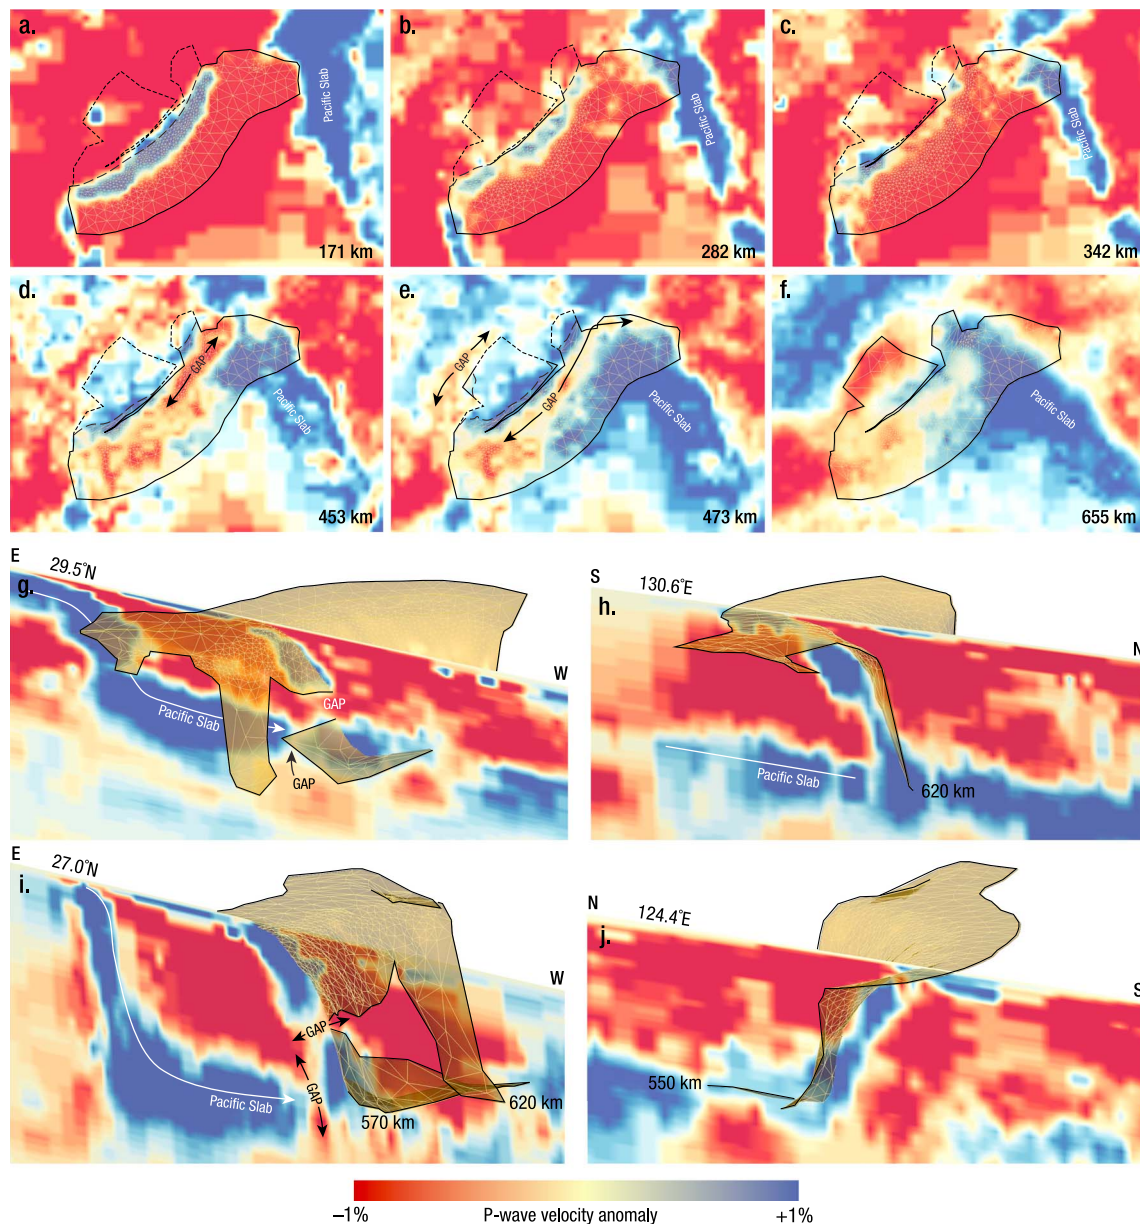 a.
Pacific Slab
171 km
b.
Pacific Slab
282 km
c.
Pacific Slab
342 km
d.
GAP
Pacific Slab
453 km
e.
GAP
GAP
Pacific Slab
473 km
f.
Pacific Slab
655 km
E
29.5°N
g.
W
Pacific Slab
GAP
GAP
S
130.6°E
h.
N
Pacific Slab
620 km
E
27.0°N
i.
W
GAP
GAP
Pacific Slab
570 km
620 km
N
124.4°E
j.
S
550 km
−1%
P-wave velocity anomaly
+1%